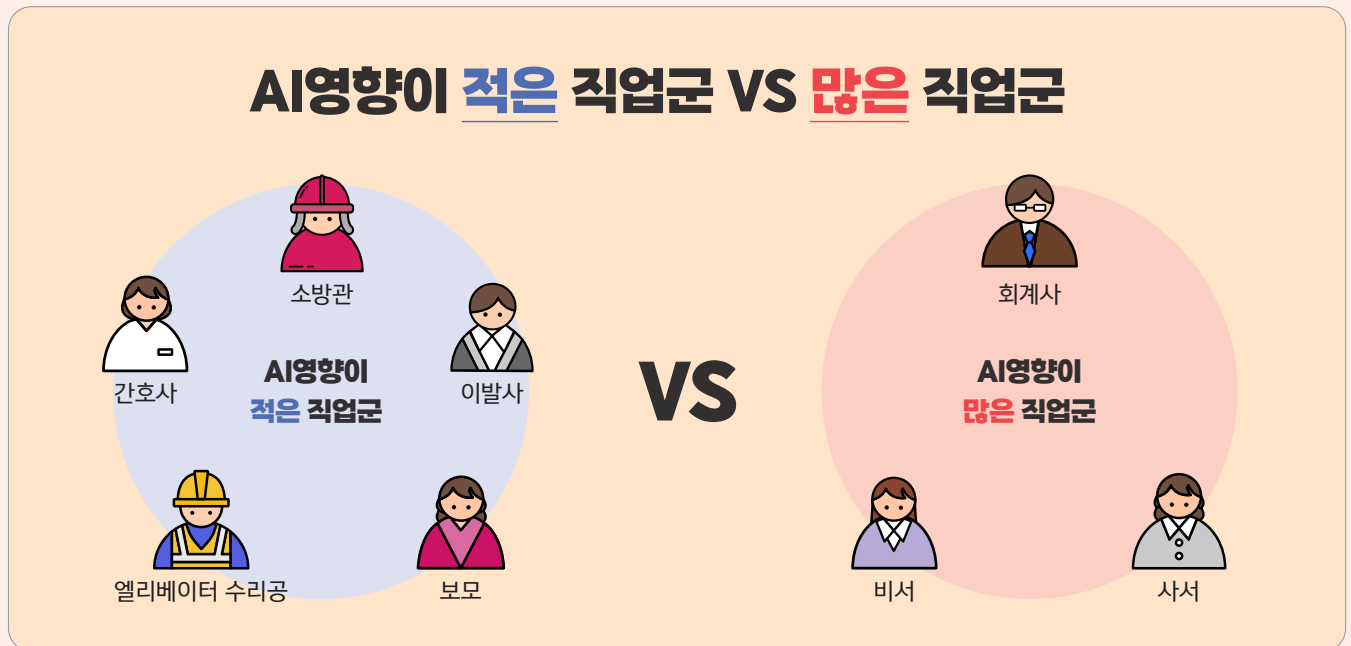 AI영향이 적은 직업군 VS 많은 직업군
소방관
간호사
이발사
AI영향이
적은 직업군
엘리베이터 수리공
보모
VS
회계사
AI영향이
많은 직업군
비서
사서